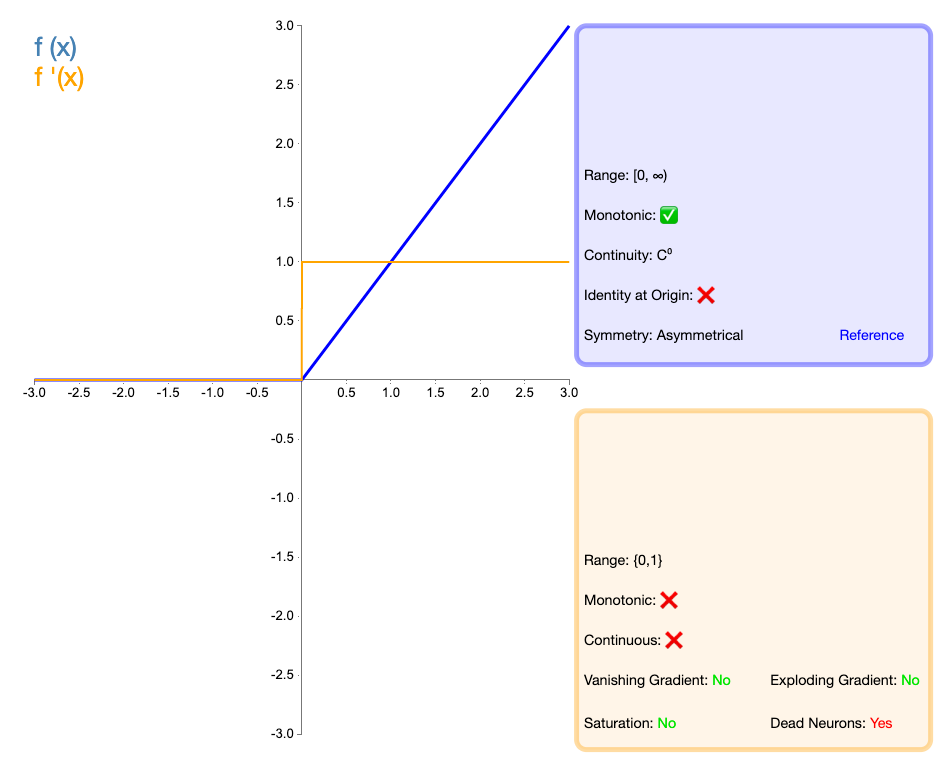 f (x)
f '(x)
3.0
2.5
2.0
1.5
1.0
0.5
-3.0 -2.5 -2.0 -1.5 -1.0 -0.5 0.5 1.0 1.5 2.0 2.5 3.0
-0.5
-1.0
-1.5
-2.0
-2.5
-3.0
Range: [0, ∞)
Monotonic: ✅
Continuity: C⁰
Identity at Origin: ❌
Symmetry: Asymmetrical Reference
Range: {0,1}
Monotonic: ❌
Continuous: ❌
Vanishing Gradient: No Exploding Gradient: No
Saturation: No Dead Neurons: Yes